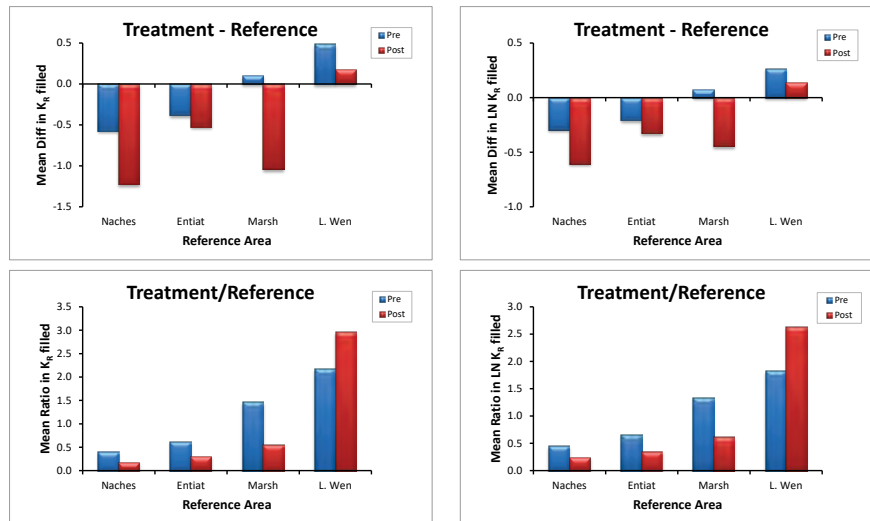 Treatment - Reference
Pre
Post
Mean Diff in KR filled
0.5
0.0
-0.5
-1.0
-1.5
Naches Entiat Marsh L. Wen
Reference Area
Treatment - Reference
Pre
Post
Mean Diff in LN KR filled
0.5
0.0
-0.5
-1.0
Naches Entiat Marsh L. Wen
Reference Area
Treatment/Reference
Pre
Post
Mean Ratio in KR filled
3.5
3.0
2.5
2.0
1.5
1.0
0.5
0.0
Naches Entiat Marsh L. Wen
Reference Area
Treatment/Reference
Pre
Post
Mean Ratio in LN KR filled
3.0
2.5
2.0
1.5
1.0
0.5
0.0
Naches Entiat Marsh L. Wen
Reference Area